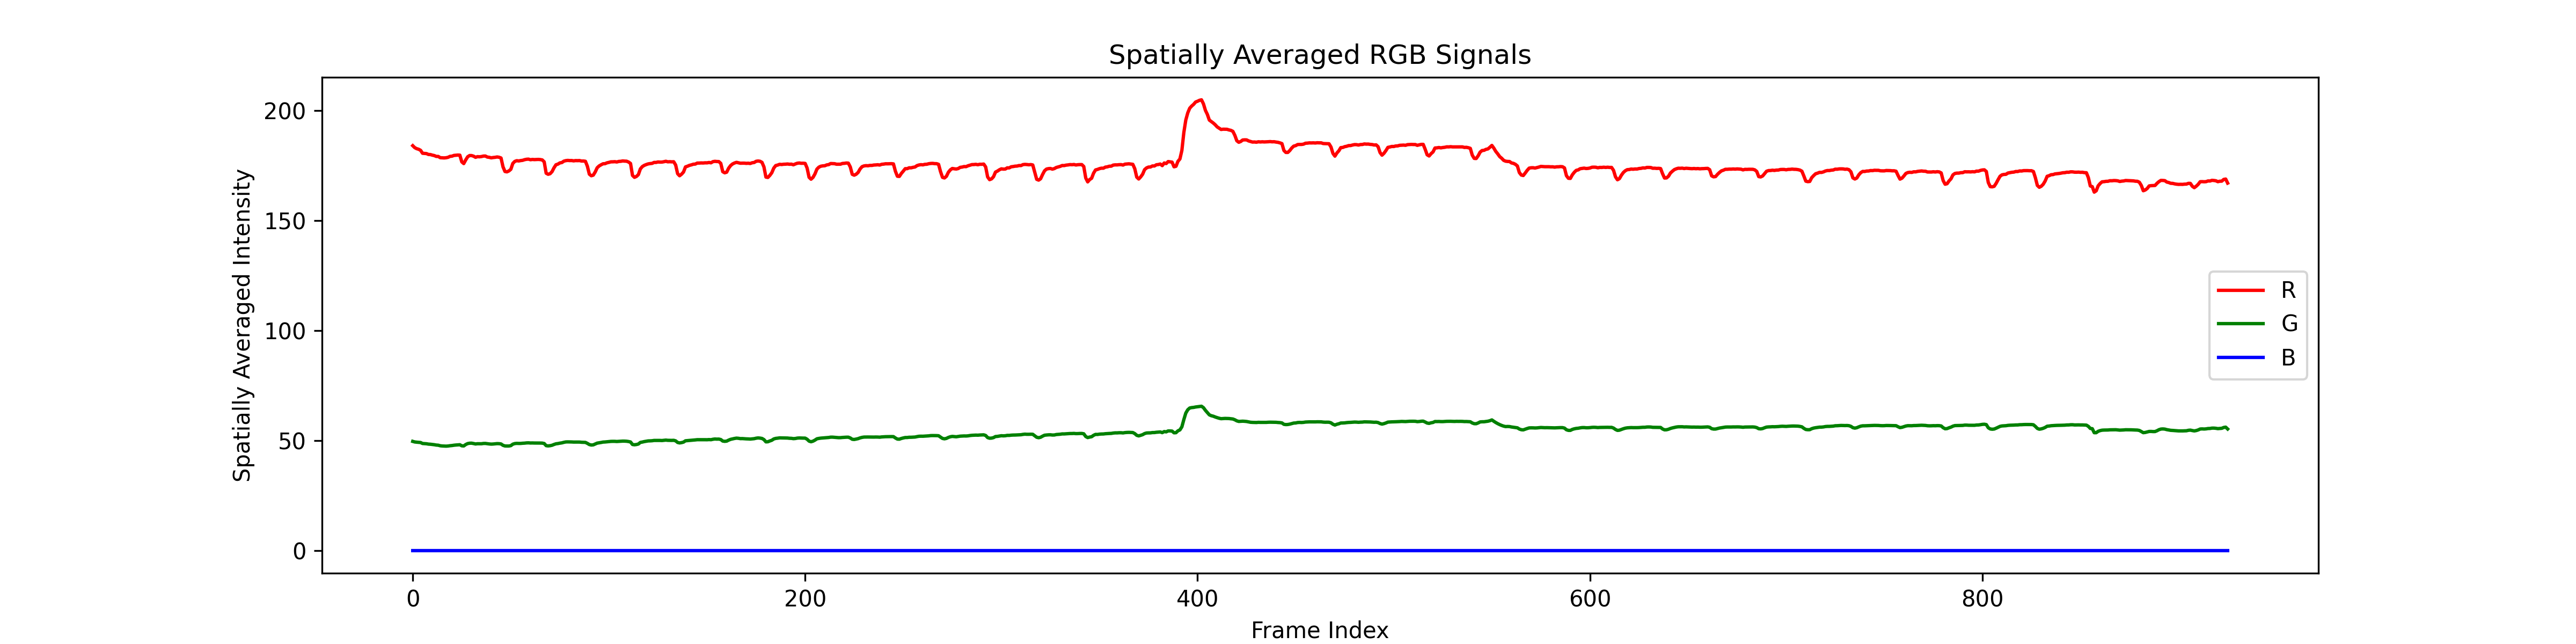 Spatially Averaged RGB Signals
Spatially Averaged Intensity
200
150
100
50
0
R
G
B
0 200 400 600 800
Frame Index